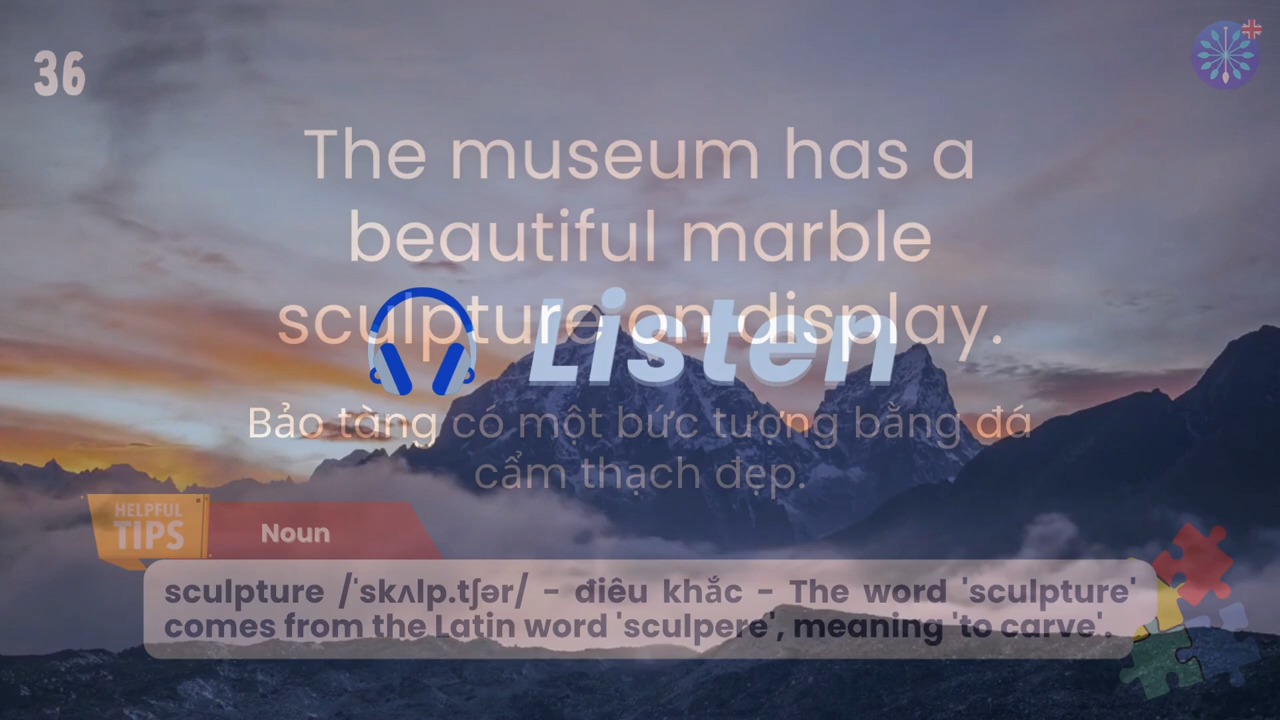 36
The museum has a
beautiful marble
sculpture on display.
Listen
Bảo tàng có một bức tượng bằng đá
cẩm thạch đẹp.
HELPFUL
TIPS
Noun
sculpture /ˈskʌlp.tʃər/ - điêu khắc - The word 'sculpture'
comes from the Latin word 'sculpere', meaning 'to carve'.